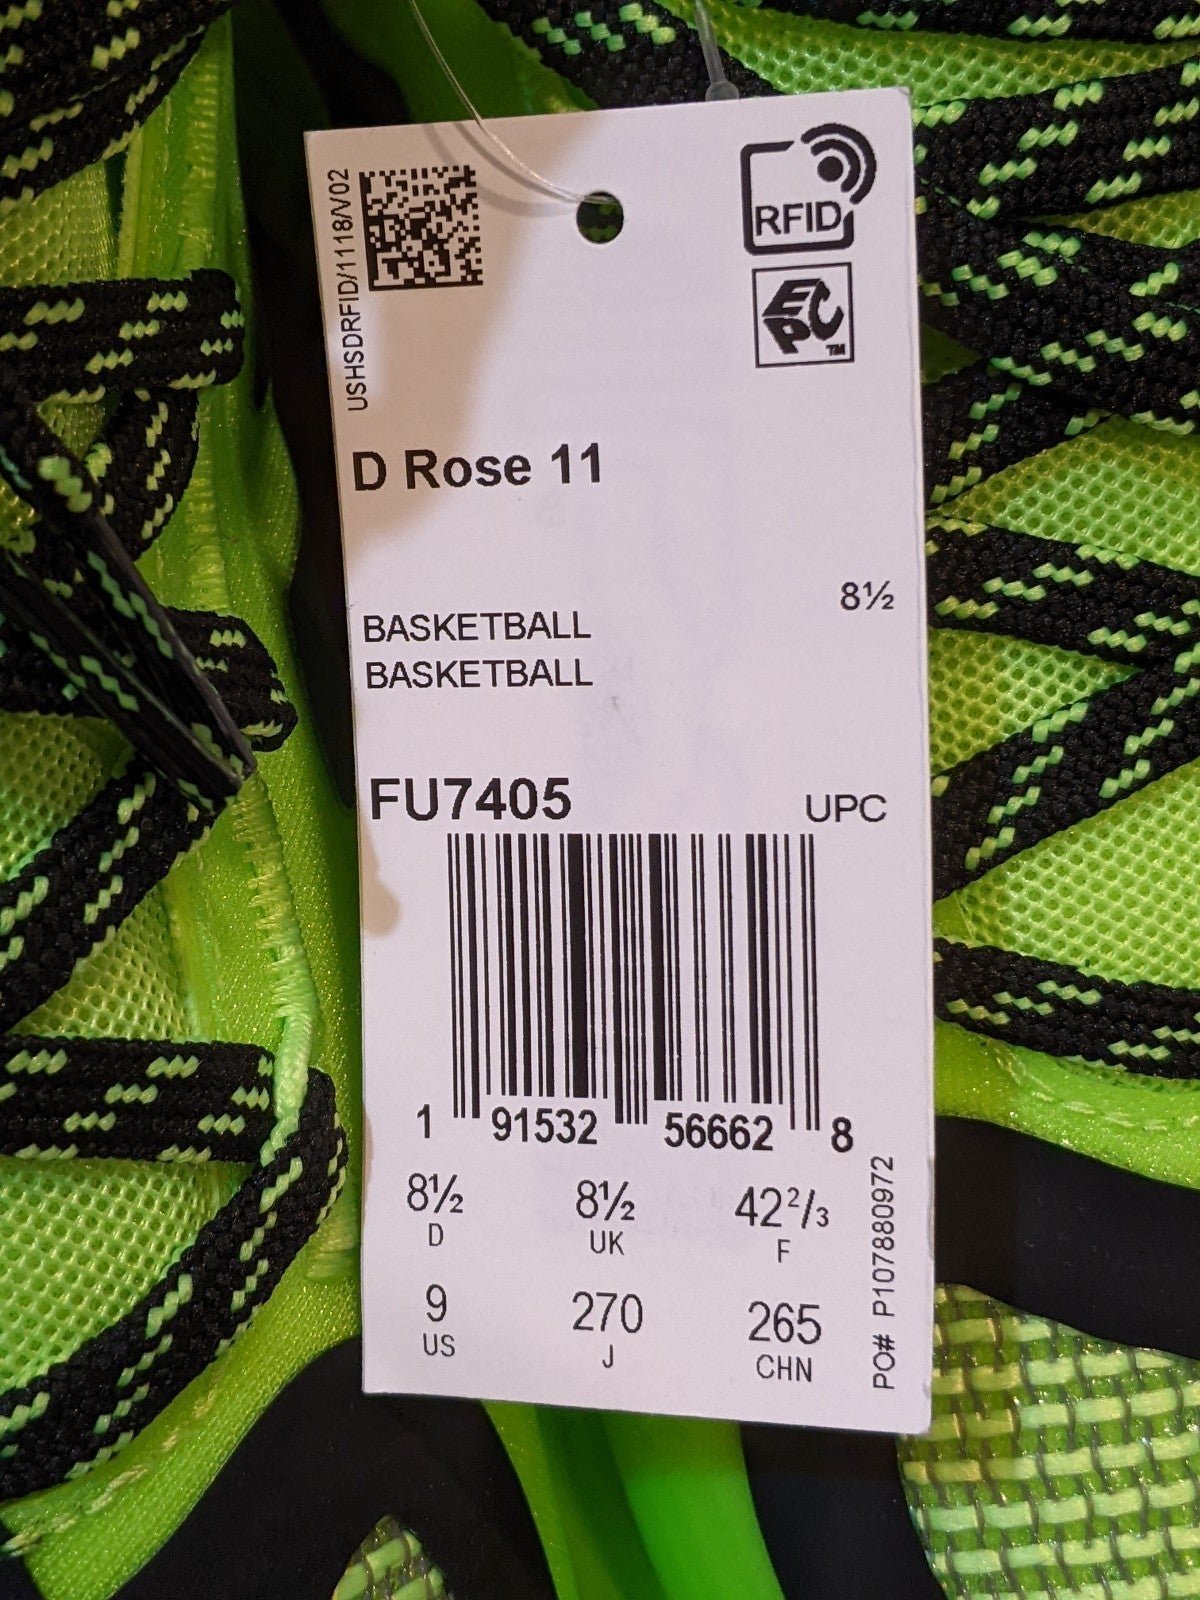 USHSDRFID/1118/V02
RFID
EPC™
D Rose 11
8½
BASKETBALL
BASKETBALL
FU7405 UPC
1 91532 56662 8
8½ 8½ 42⅔
D UK F
9 270 265
US J CHN
PO# P107880972